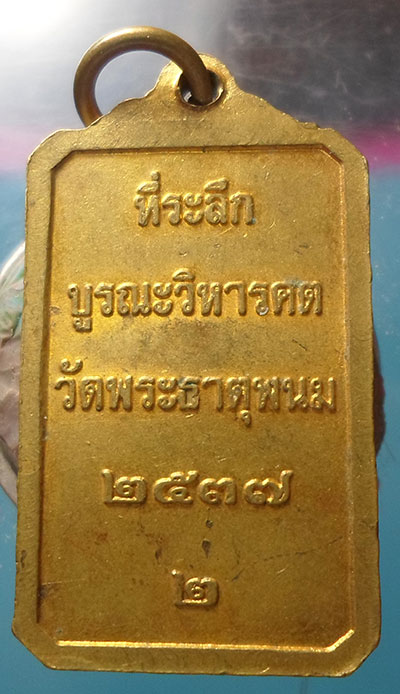 ที่ระลึก
บูรณะวิหารคต
วัดพระธาตุพนม
๒๕๓๗
๒